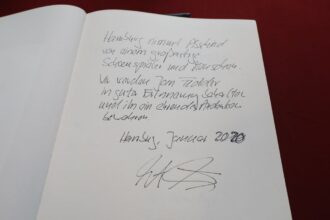 Hamburg nimmt Abschied
von einem großartigen
Schauspieler und Menschen.
Wir werden Jan Fedder
in guter Erinnerung behalten
und ihm ein ehrendes Andenken
bewahren.
Hamburg, Januar 2020